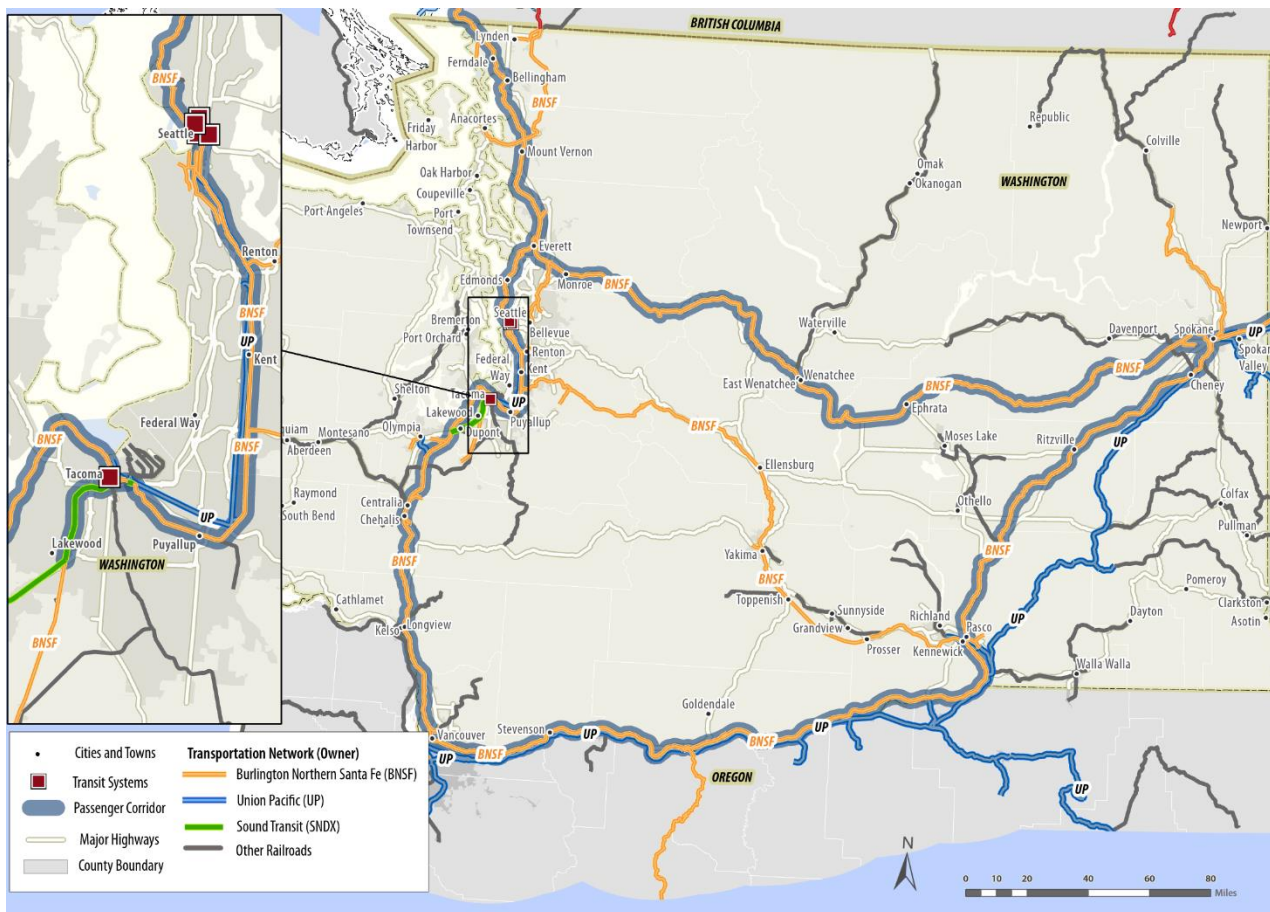 BRITISH COLUMBIA
Lynden
Ferndale
Bellingham
BNSF
Friday
Harbor
Anacortes
Mount Vernon
Republic
Colville
Oak Harbor
Coupeville
Omak
Okanogan
WASHINGTON
Port Angeles
Port
Townsend
Newport
Everett
Edmonds
Monroe
BNSF
Seattle
Bremerton
Bellevue
Port Orchard
Renton
Federal
Way
Kent
Waterville
Davenport
Spokane
UP
Spokane
Valley
Cheney
BNSF
East Wenatchee
Wenatchee
BNSF
Ephrata
Shelton
Tacoma
Lakewood
UP
Puyallup
Dupont
Olympia
BNSF
Moses Lake
Ritzville
UP
quiam
Montesano
Aberdeen
Ellensburg
Raymond
South Bend
Centralia
Chehalis
Othello
Colfax
Pullman
BNSF
Yakima
BNSF
BNSF
Toppenish
Sunnyside
Grandview
Prosser
Richland
Pasco
Kennewick
UP
Pomeroy
Dayton
Clarkston
Asotin
Walla Walla
Cathlamet
Longview
Kelso
Goldendale
Vancouver
Stevenson
UP
BNSF
UP
BNSF
UP
OREGON
UP
BNSF
Seattle
Renton
BNSF
UP
Kent
Federal Way
BNSF
BNSF
Tacoma
UP
Puyallup
Lakewood
WASHINGTON
BNSF
Cities and Towns
Transit Systems
Passenger Corridor
Major Highways
County Boundary
Transportation Network (Owner)
Burlington Northern Santa Fe (BNSF)
Union Pacific (UP)
Sound Transit (SNDX)
Other Railroads
N
0 10 20 40 60 80
Miles